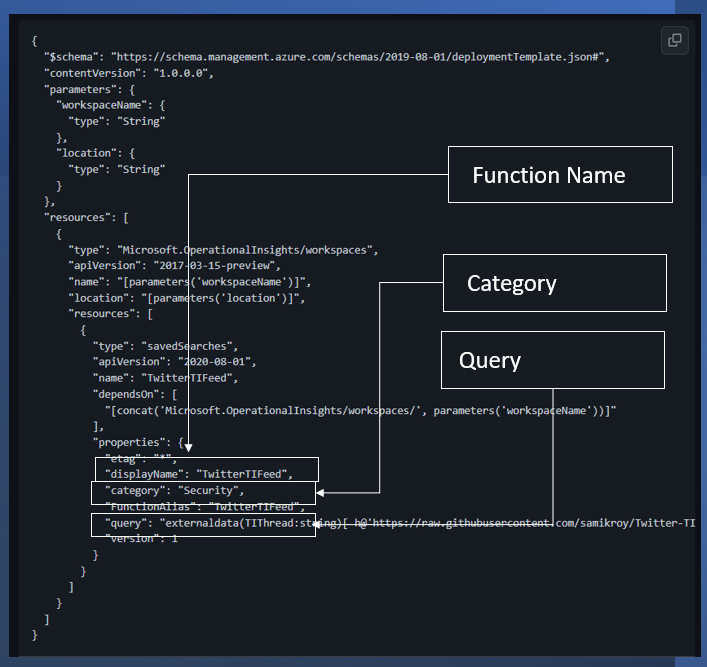 {
"$schema": "https://schema.management.azure.com/schemas/2019-08-01/deploymentTemplate.json#",
"contentVersion": "1.0.0.0",
"parameters": {
"workspaceName": {
"type": "String"
},
"location": {
"type": "String"
}
},
"resources": [
{
"type": "Microsoft.OperationalInsights/workspaces",
"apiVersion": "2017-03-15-preview",
"name": "[parameters('workspaceName')]",
"location": "[parameters('location')]",
"resources": [
{
"type": "savedSearches",
"apiVersion": "2020-08-01",
"name": "TwitterTIFeed",
"dependsOn": [
"[concat('Microsoft.OperationalInsights/workspaces/', parameters('workspaceName'))]"
],
"properties": {
"etag": "*",
"displayName": "TwitterTIFeed",
"category": "Security",
"FunctionAlias": "TwitterTIFeed",
"query": "externaldata(TIThread:string)[ h@'https://raw.githubusercontent.com/samikroy/Twitter-TI
"version": 1
}
}
]
}
]
}
Function Name
Category
Query